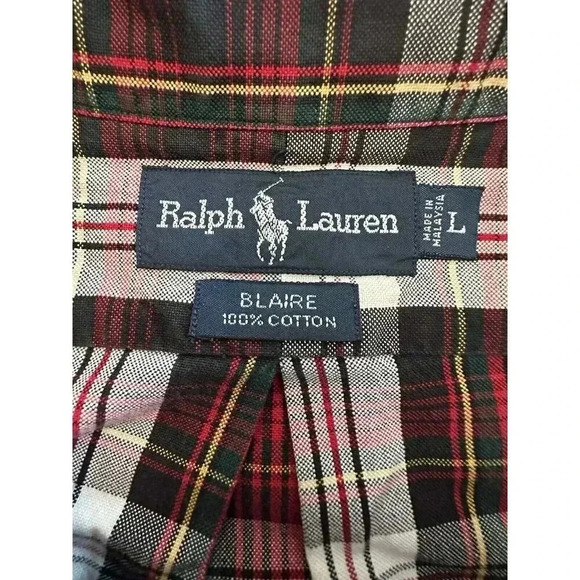 Ralph Lauren
MADE IN
MALAYSIA
L
BLAIRE
100% COTTON